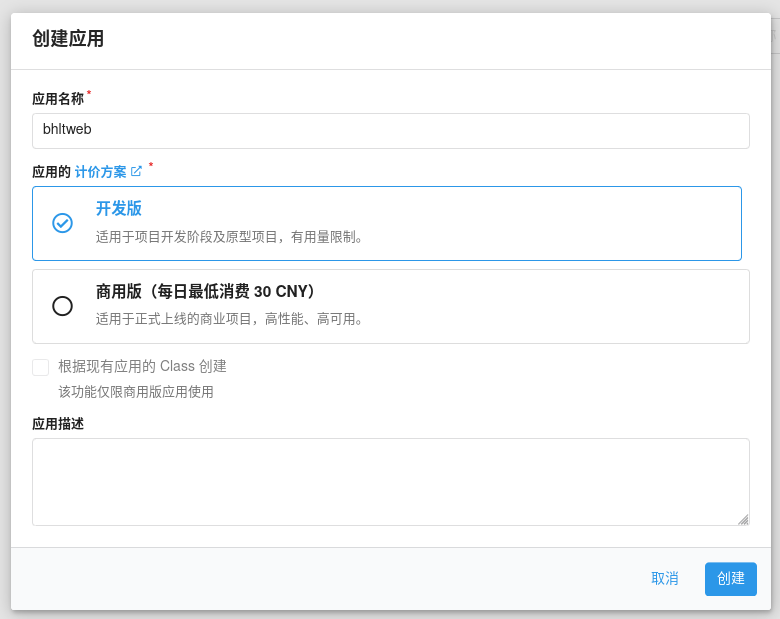 创建应用
应用名称*
bhltweb
应用的 计价方案 *
开发版
适用于项目开发阶段及原型项目，有用量限制。
商用版（每日最低消费 30 CNY）
适用于正式上线的商业项目，高性能、高可用。
根据现有应用的 Class 创建
该功能仅限商用版应用使用
应用描述
取消 创建